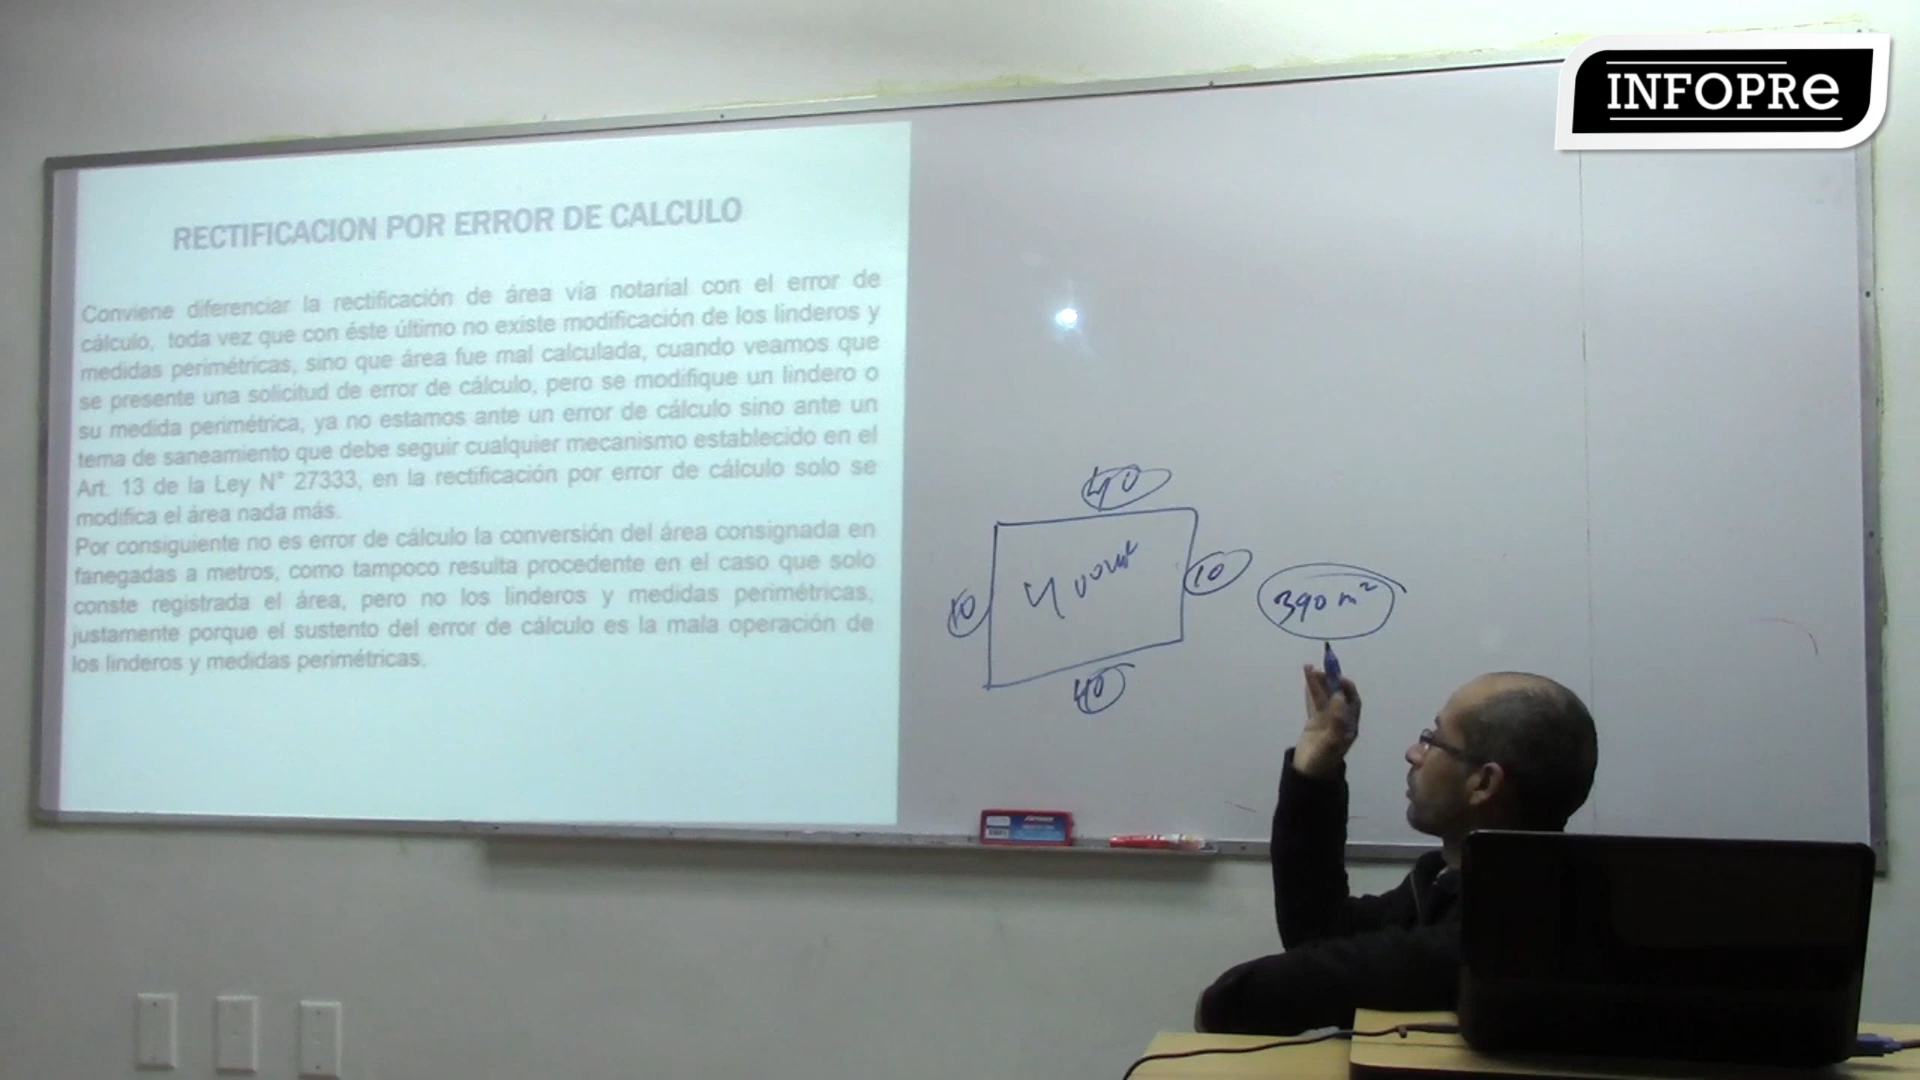 INFOPRe
RECTIFICACION POR ERROR DE CALCULO
Conviene diferenciar la rectificación de área vía notarial con el error de
cálculo, toda vez que con éste último no existe modificación de los linderos y
medidas perimétricas, sino que área fue mal calculada, cuando veamos que
se presente una solicitud de error de cálculo, pero se modifique un lindero o
su medida perimétrica, ya no estamos ante un error de cálculo sino ante un
tema de saneamiento que debe seguir cualquier mecanismo establecido en el
Art. 13 de la Ley N° 27333, en la rectificación por error de cálculo solo se
modifica el área nada más.
Por consiguiente no es error de cálculo la conversión del área consignada en
fanegadas a metros, como tampoco resulta procedente en el caso que solo
conste registrada el área, pero no los linderos y medidas perimétricas,
justamente porque el sustento del error de cálculo es la mala operación de
los linderos y medidas perimétricas.
40
400 m²
10
10
390 m²
40